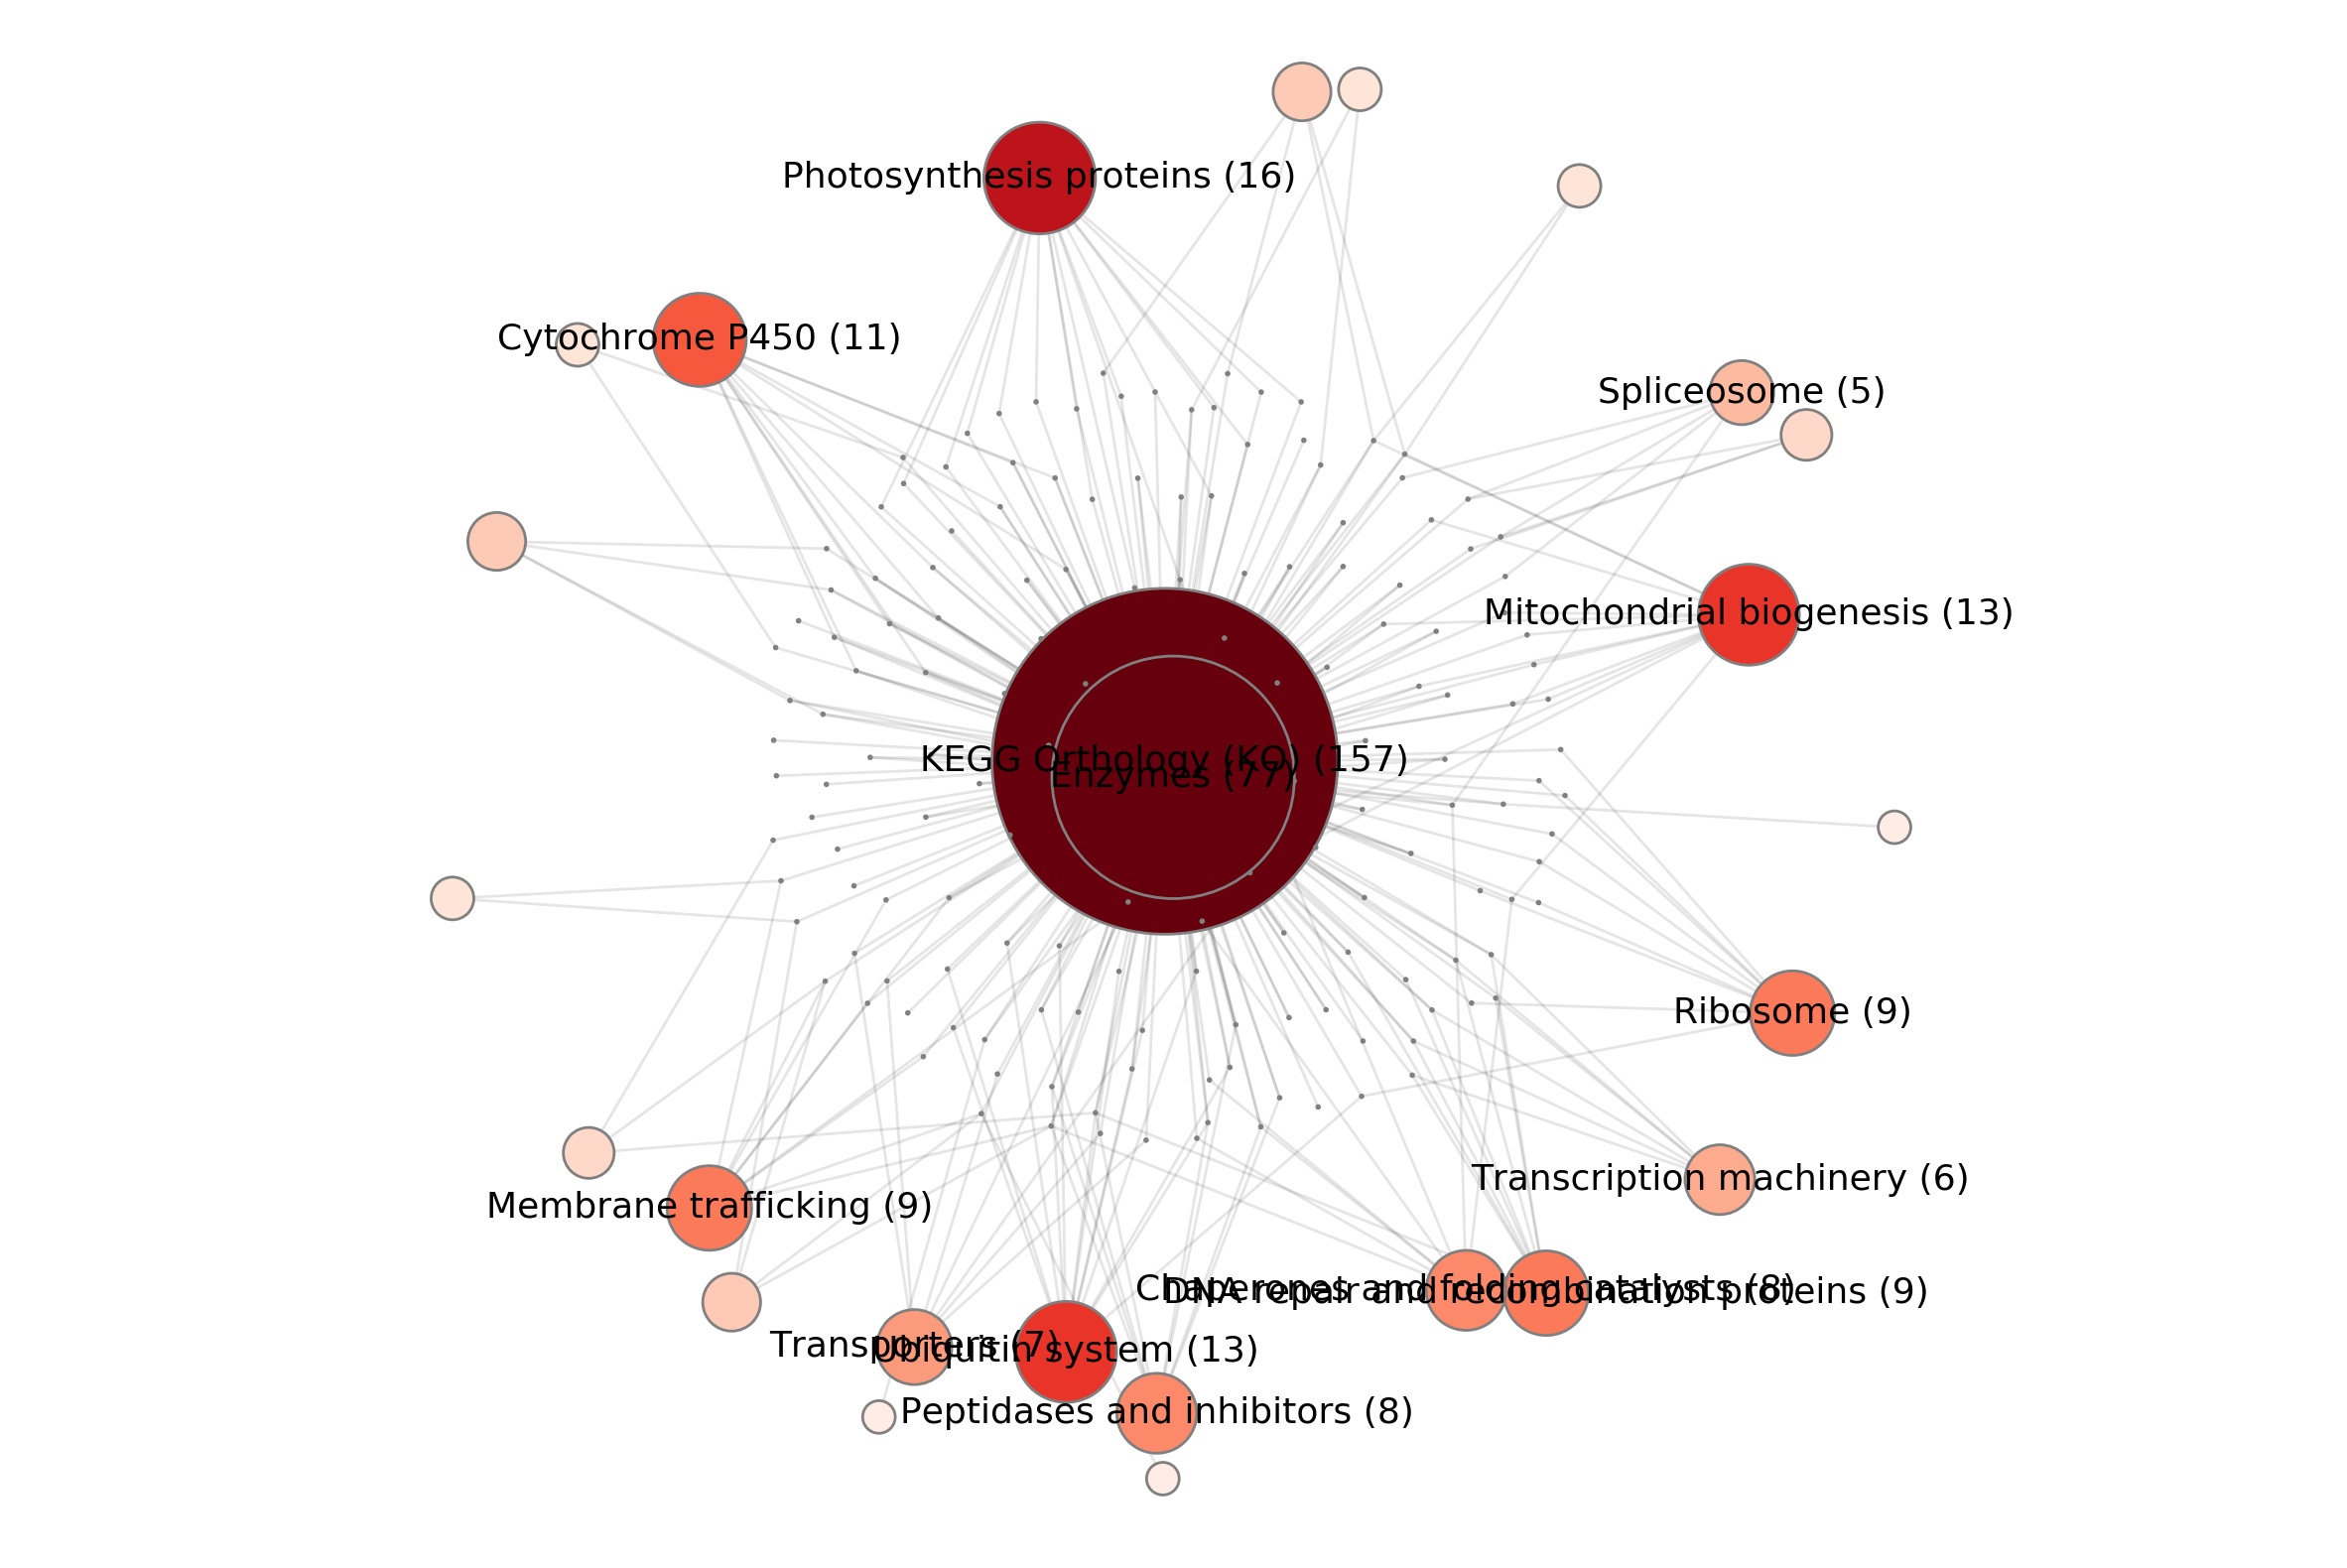 Photosynthesis proteins (16)
Cytochrome P450 (11)
Spliceosome (5)
Mitochondrial biogenesis (13)
KEGG Orthology (KO) (157)
Enzymes (77)
Ribosome (9)
Transcription machinery (6)
Membrane trafficking (9)
Chaperones and folding catalysts (8)
DNA repair and recombination proteins (9)
Transporters (7)
Ubiquitin system (13)
Peptidases and inhibitors (8)